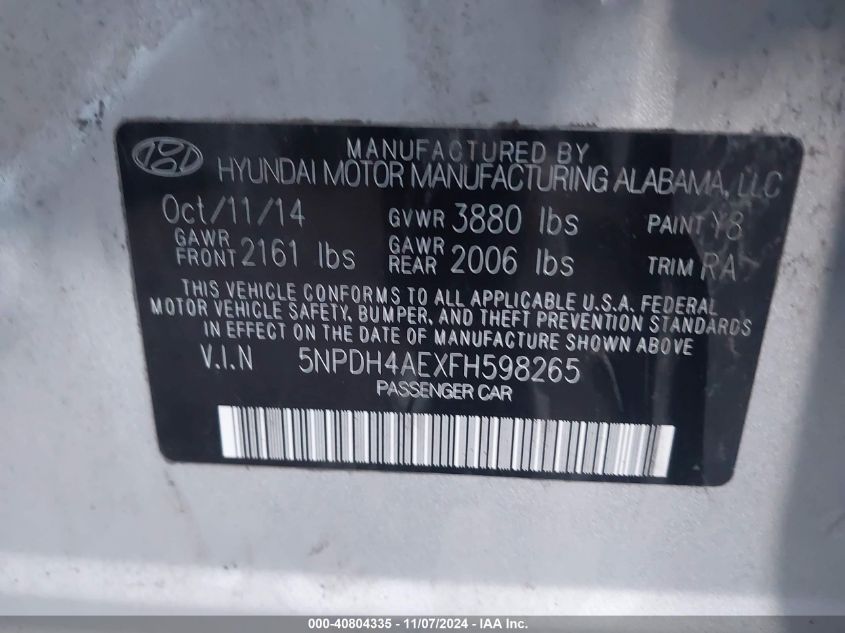 MANUFACTURED BY
HYUNDAI MOTOR MANUFACTURING ALABAMA, LLC
Oct/11/14 GVWR 3880 lbs PAINT Y8
GAWR FRONT 2161 lbs GAWR REAR 2006 lbs TRIM RA
THIS VEHICLE CONFORMS TO ALL APPLICABLE U.S.A. FEDERAL
MOTOR VEHICLE SAFETY, BUMPER, AND THEFT PREVENTION STANDARDS
IN EFFECT ON THE DATE OF MANUFACTURE SHOWN ABOVE.
V.I.N 5NPDH4AEXFH598265
PASSENGER CAR
000-40804335 - 11/07/2024 - IAA Inc.